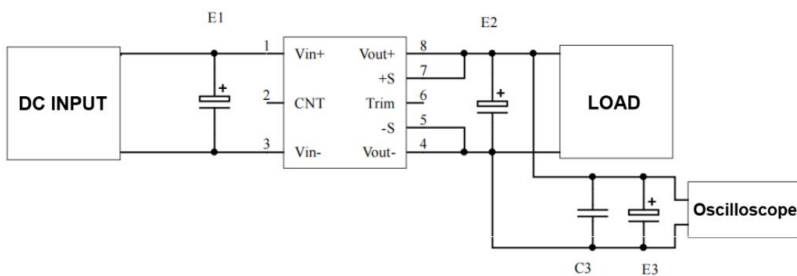 E1
E2
1
Vin+
Vout+
8
+S
7
DC INPUT
2
CNT
Trim
6
LOAD
-S
5
3
Vin-
Vout-
4
Oscilloscope
C3
E3
+
+
+